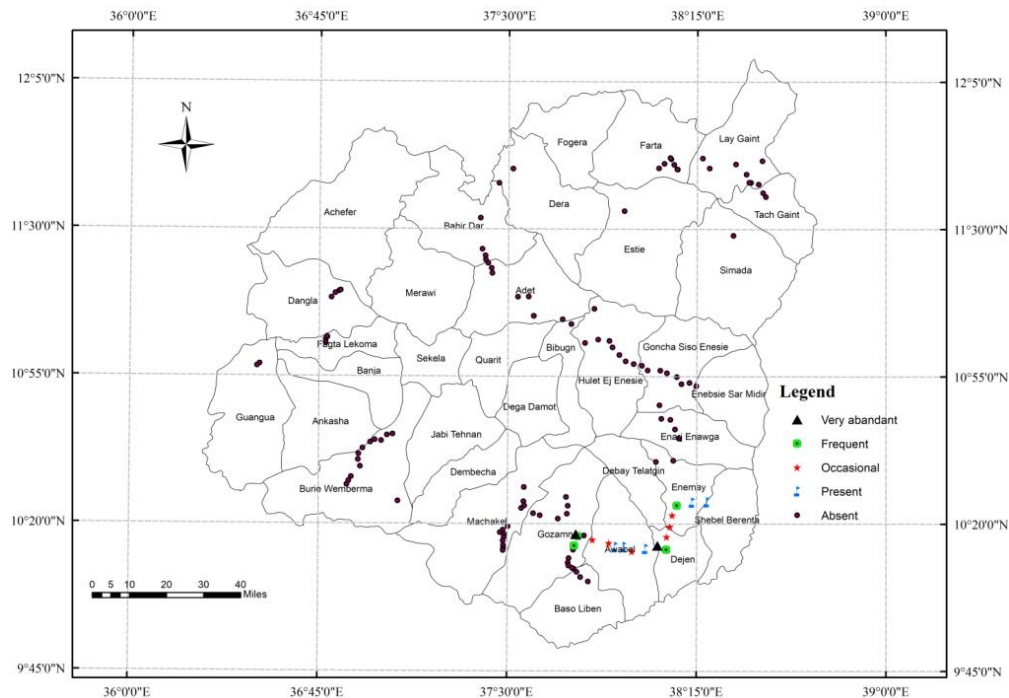 36°0'0"E 36°45'0"E 37°30'0"E 38°15'0"E 39°0'0"E
12°5'0"N 12°5'0"N
N
Fogera Farta Lay Gaint
Achefer Dera Tach Gaint
11°30'0"N Bahir Dar 11°30'0"N
Estie Simada
Dangla Merawi Adet
Fagta Lekoma Sekela Quarit Bibugn Goncha Siso Enesie
Banja
10°55'0"N Hulet Ej Enesie 10°55'0"N
Enebsie Sar Midir
Legend
Guangua Ankasha Dega Damot
Very abandant
Jabi Tehnan Enarj Enawga
Frequent
Dembecha Debay Telatgin
Occasional
Burie Wemberma Enemay
Present
Machakel Shebel Berenta
Absent
10°20'0"N Gozamn 10°20'0"N
Awabel Dejen
0 5 10 20 30 40
Miles
Baso Liben
9°45'0"N 9°45'0"N
36°0'0"E 36°45'0"E 37°30'0"E 38°15'0"E 39°0'0"E